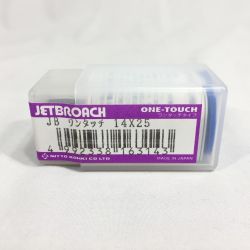 JETBROACH
ONE-TOUCH
ワンタッチタイプ
JB ワンタッチ 14X25
4 992338 163143
NITTO KOHKI CO LTD
MADE IN JAPAN